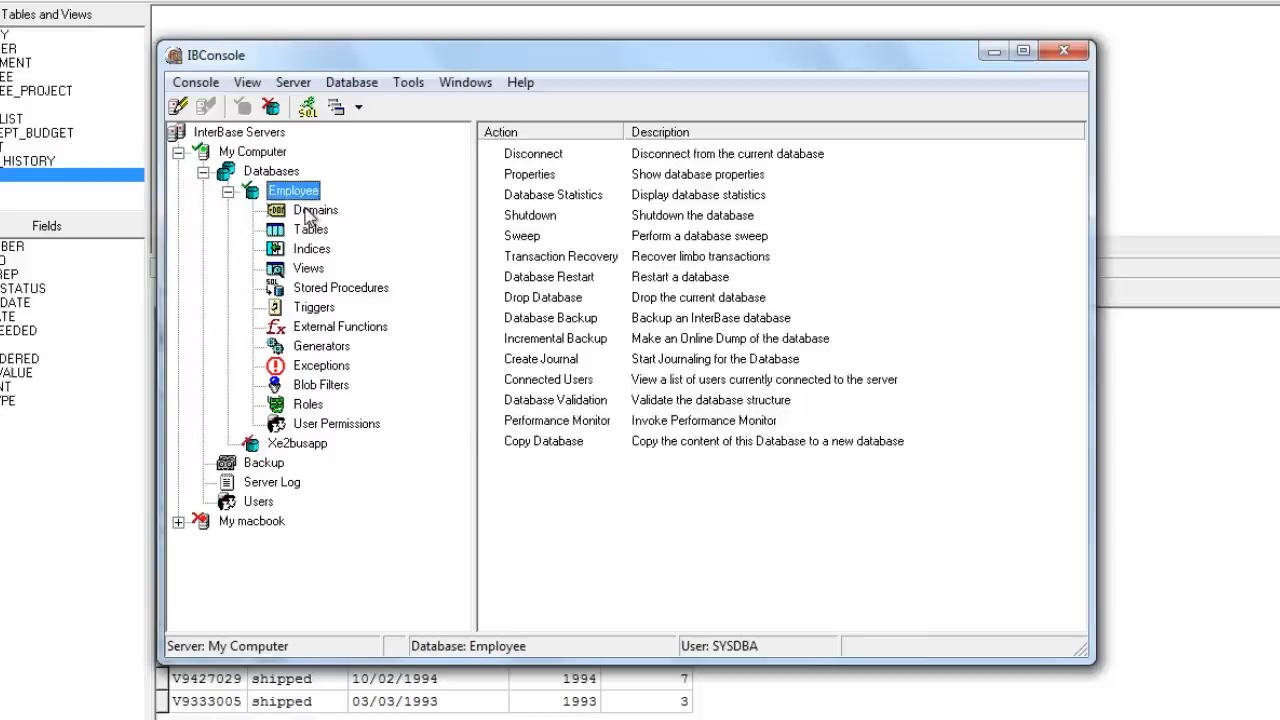 Tables and Views
Y
ER
MENT
EE
EE_PROJECT
LIST
EPT_BUDGET
T
_HISTORY
Fields
BER
O
REP
STATUS
DATE
TE
EEDED
DERED
VALUE
NT
YPE
IBConsole
Console View Server Database Tools Windows Help
SQL
InterBase Servers
My Computer
Databases
Employee
Domains
Tables
Indices
Views
Stored Procedures
Triggers
External Functions
Generators
Exceptions
Blob Filters
Roles
User Permissions
Xe2busapp
Backup
Server Log
Users
My macbook
Action Description
Disconnect Disconnect from the current database
Properties Show database properties
Database Statistics Display database statistics
Shutdown Shutdown the database
Sweep Perform a database sweep
Transaction Recovery Recover limbo transactions
Database Restart Restart a database
Drop Database Drop the current database
Database Backup Backup an InterBase database
Incremental Backup Make an Online Dump of the database
Create Journal Start Journaling for the Database
Connected Users View a list of users currently connected to the server
Database Validation Validate the database structure
Performance Monitor Invoke Performance Monitor
Copy Database Copy the content of this Database to a new database
Server: My Computer Database: Employee User: SYSDBA
V9427029 shipped 10/02/1994 1994 7
V9333005 shipped 03/03/1993 1993 3